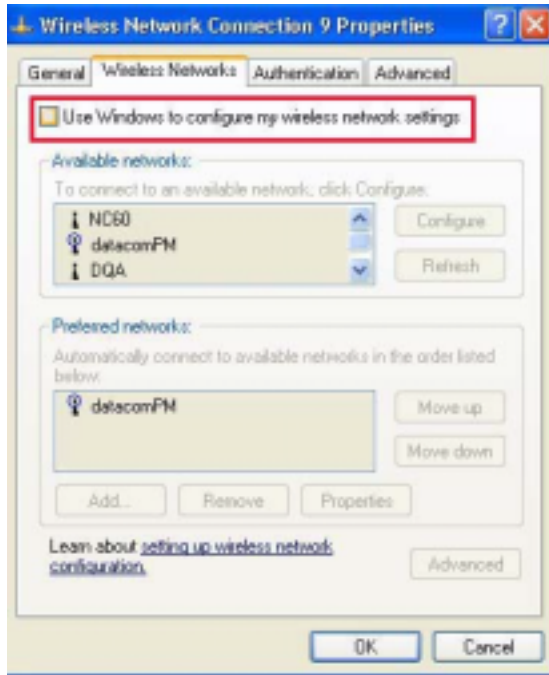 Wireless Network Connection 9 Properties
General Wireless Networks Authentication Advanced
Use Windows to configure my wireless network settings
Available networks:
To connect to an available network, click Configure:
NC60
datacomPM
DQA
Configure
Refresh
Preferred networks:
Automatically connect to available networks in the order listed
below:
datacomPM
Move up
Move down
Add... Remove Properties
Learn about setting up wireless network
configuration.
Advanced
OK Cancel